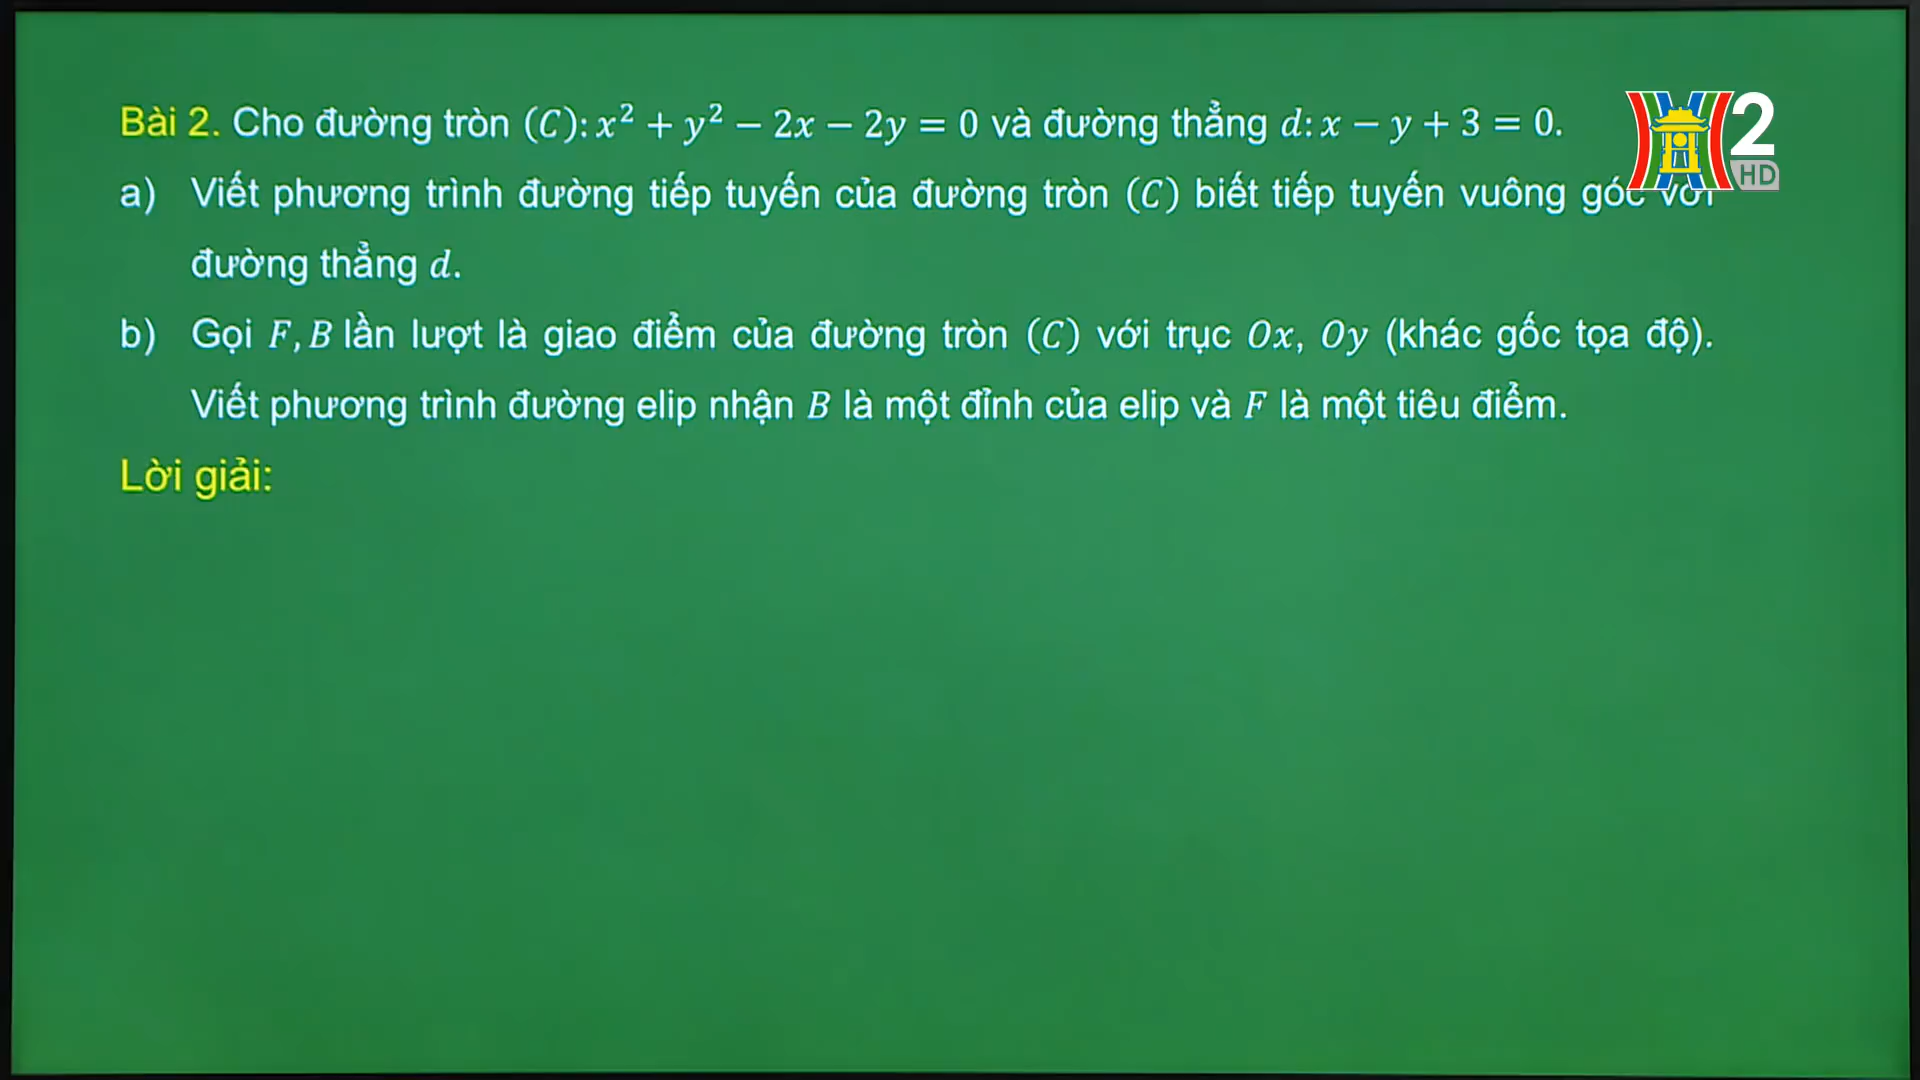 Bài 2. Cho đường tròn (C): x² + y² − 2x − 2y = 0 và đường thẳng d: x − y + 3 = 0.
2
HD
a) Viết phương trình đường tiếp tuyến của đường tròn (C) biết tiếp tuyến vuông góc với
đường thẳng d.
b) Gọi F, B lần lượt là giao điểm của đường tròn (C) với trục Ox, Oy (khác gốc tọa độ).
Viết phương trình đường elip nhận B là một đỉnh của elip và F là một tiêu điểm.
Lời giải: